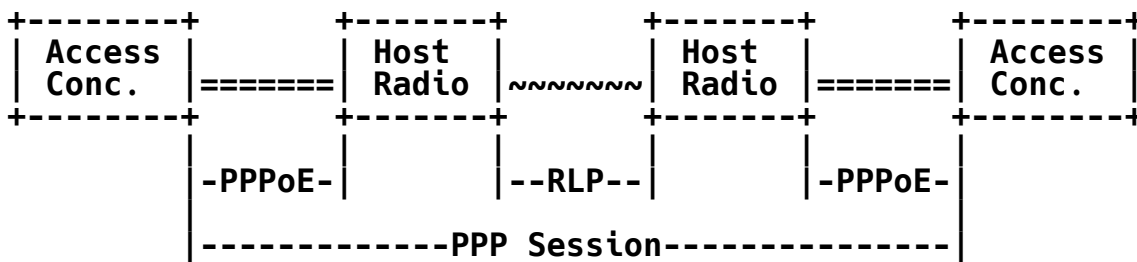 +--------+       +-------+       +-------+       +--------+
| Access |       | Host  |       | Host  |       | Access |
| Conc.  |=======| Radio |~~~~~~~| Radio |=======| Conc.  |
+--------+       +-------+       +-------+       +--------+
         |       |       |       |       |       |
         |-PPPoE-|       |--RLP--|       |-PPPoE-|
         |                                       |
         |-------------PPP Session---------------|